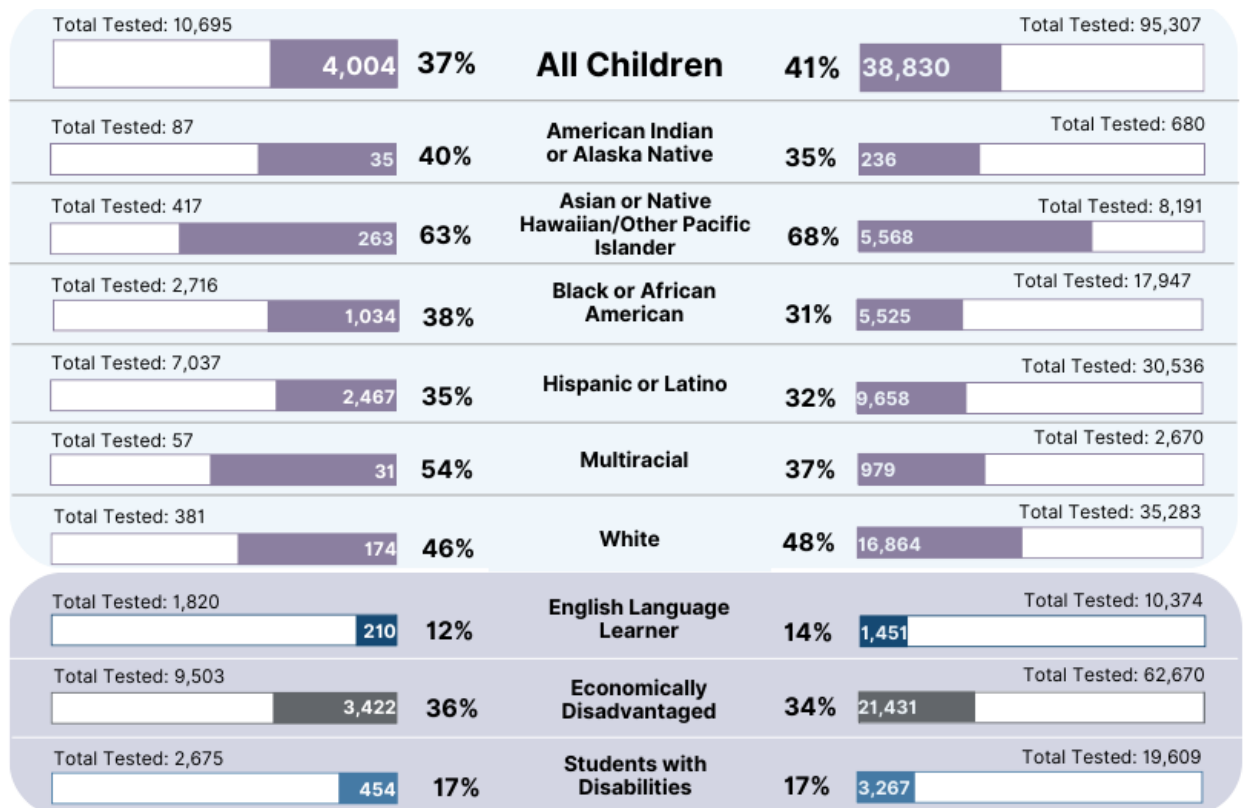 Total Tested: 10,695
Total Tested: 95,307
4,004 37% All Children 41% 38,830
Total Tested: 87
Total Tested: 680
American Indian
or Alaska Native
35 40% 35% 236
Total Tested: 417
Total Tested: 8,191
Asian or Native
Hawaiian/Other Pacific
Islander
263 63% 68% 5,568
Total Tested: 2,716
Total Tested: 17,947
Black or African
American
1,034 38% 31% 5,525
Total Tested: 7,037
Total Tested: 30,536
Hispanic or Latino
2,467 35% 32% 9,658
Total Tested: 57
Total Tested: 2,670
Multiracial
31 54% 37% 979
Total Tested: 381
Total Tested: 35,283
White
174 46% 48% 16,864
Total Tested: 1,820
Total Tested: 10,374
English Language
Learner
210 12% 14% 1,451
Total Tested: 9,503
Total Tested: 62,670
Economically
Disadvantaged
3,422 36% 34% 21,431
Total Tested: 2,675
Total Tested: 19,609
Students with
Disabilities
454 17% 17% 3,267